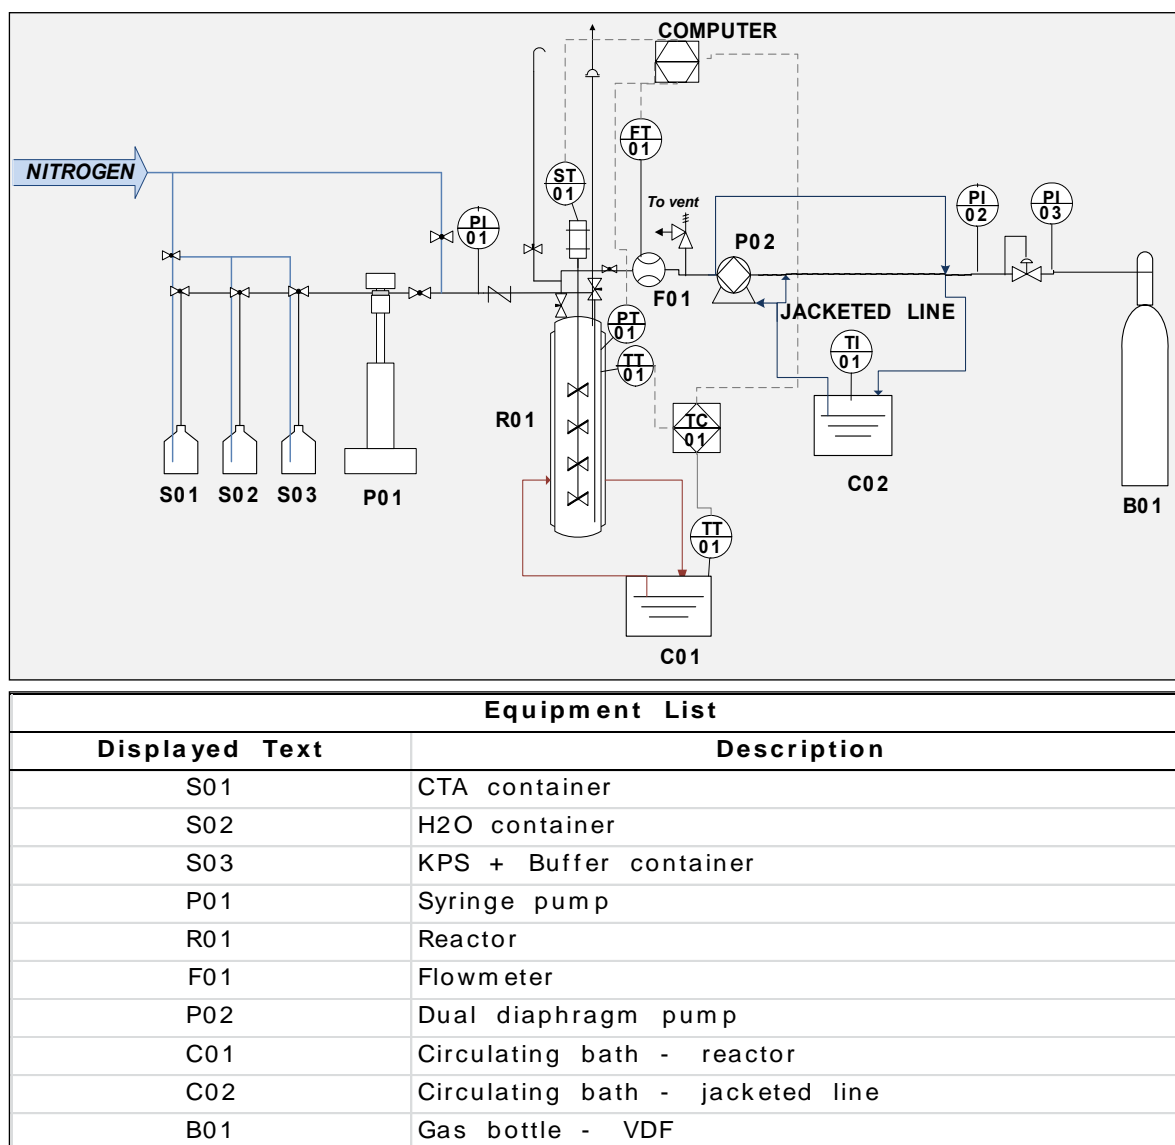 COMPUTER
NITROGEN
FT
01
ST
01
To vent
PI
01
PI
02
PI
03
P02
F01
JACKETED LINE
PT
01
TT
01
TI
01
R01
TC
01
S01 S02 S03 P01
C02
B01
TT
01
C01
Equipment List
Displayed Text Description
S01 CTA container
S02 H2O container
S03 KPS + Buffer container
P01 Syringe pump
R01 Reactor
F01 Flowmeter
P02 Dual diaphragm pump
C01 Circulating bath - reactor
C02 Circulating bath - jacketed line
B01 Gas bottle - VDF